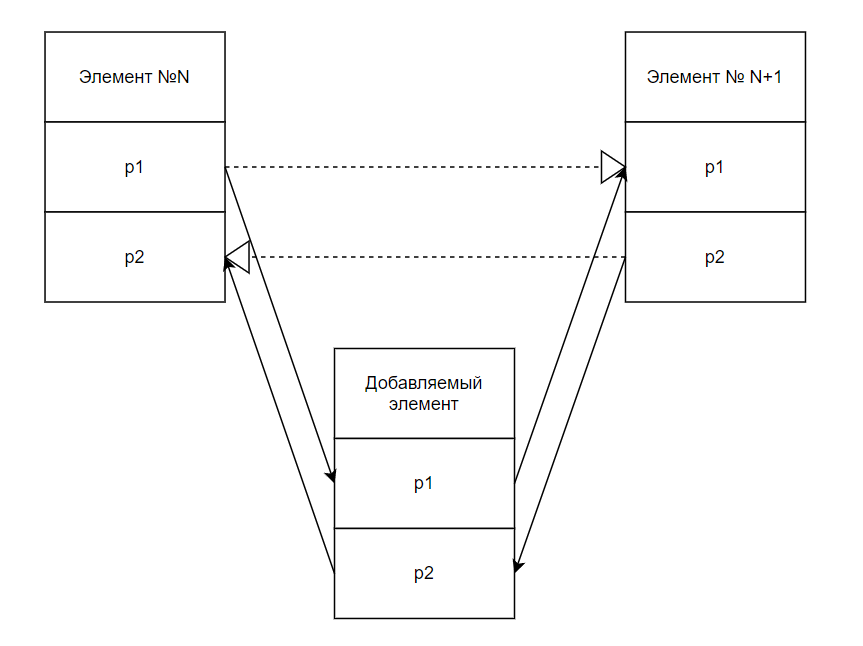 Элемент №N
Элемент № N+1
p1
p1
p2
p2
Добавляемый
элемент
p1
p2